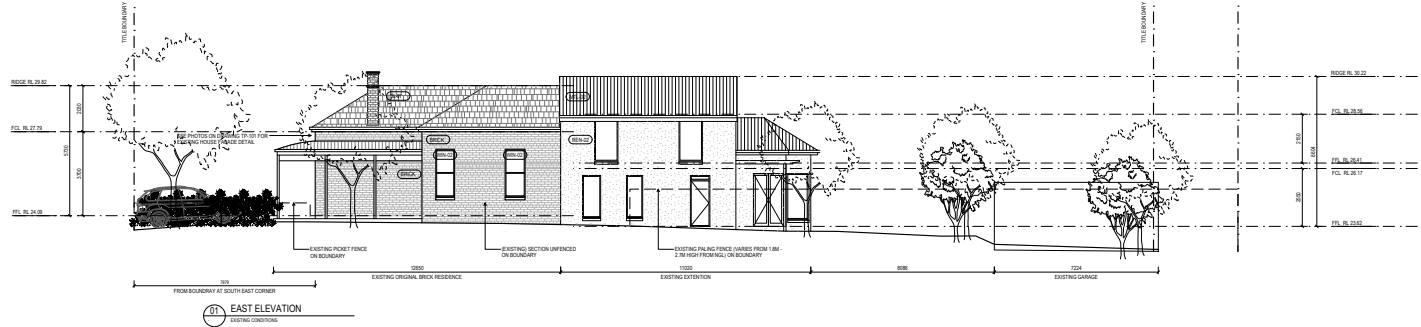 TITLE BOUNDARY
TITLE BOUNDARY
RIDGE RL 29.82
RIDGE RL 30.22
FCL RL 27.79
FCL RL 28.56
SEE PHOTOS ON DRAWING TP-101 FOR
EXISTING HOUSE FACADE DETAIL
BRICK
BRICK
REN-02
WIN-02
WIN-02
5700
3700
2150
6604
FFL RL 26.41
FCL RL 26.17
FFL RL 24.09
FFL RL 23.62
EXISTING PICKET FENCE
ON BOUNDARY
(EXISTING) SECTION UNFENCED
ON BOUNDARY
EXISTING PALING FENCE (VARIES FROM 1.8M -
2.7M HIGH FROM NGL) ON BOUNDARY
12650
11020
8086
7224
EXISTING ORIGINAL BRICK RESIDENCE
EXISTING EXTENTION
EXISTING GARAGE
7979
FROM BOUNDRAY AT SOUTH EAST CORNER
01
EAST ELEVATION
EXISTING CONDITIONS